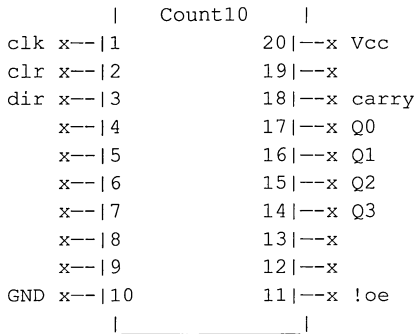 | Count10 |
clk x--|1 20|--x Vcc
clr x--|2 19|--x
dir x--|3 18|--x carry
x--|4 17|--x Q0
x--|5 16|--x Q1
x--|6 15|--x Q2
x--|7 14|--x Q3
x--|8 13|--x
x--|9 12|--x
GND x--|10 11|--x !oe
|______________|